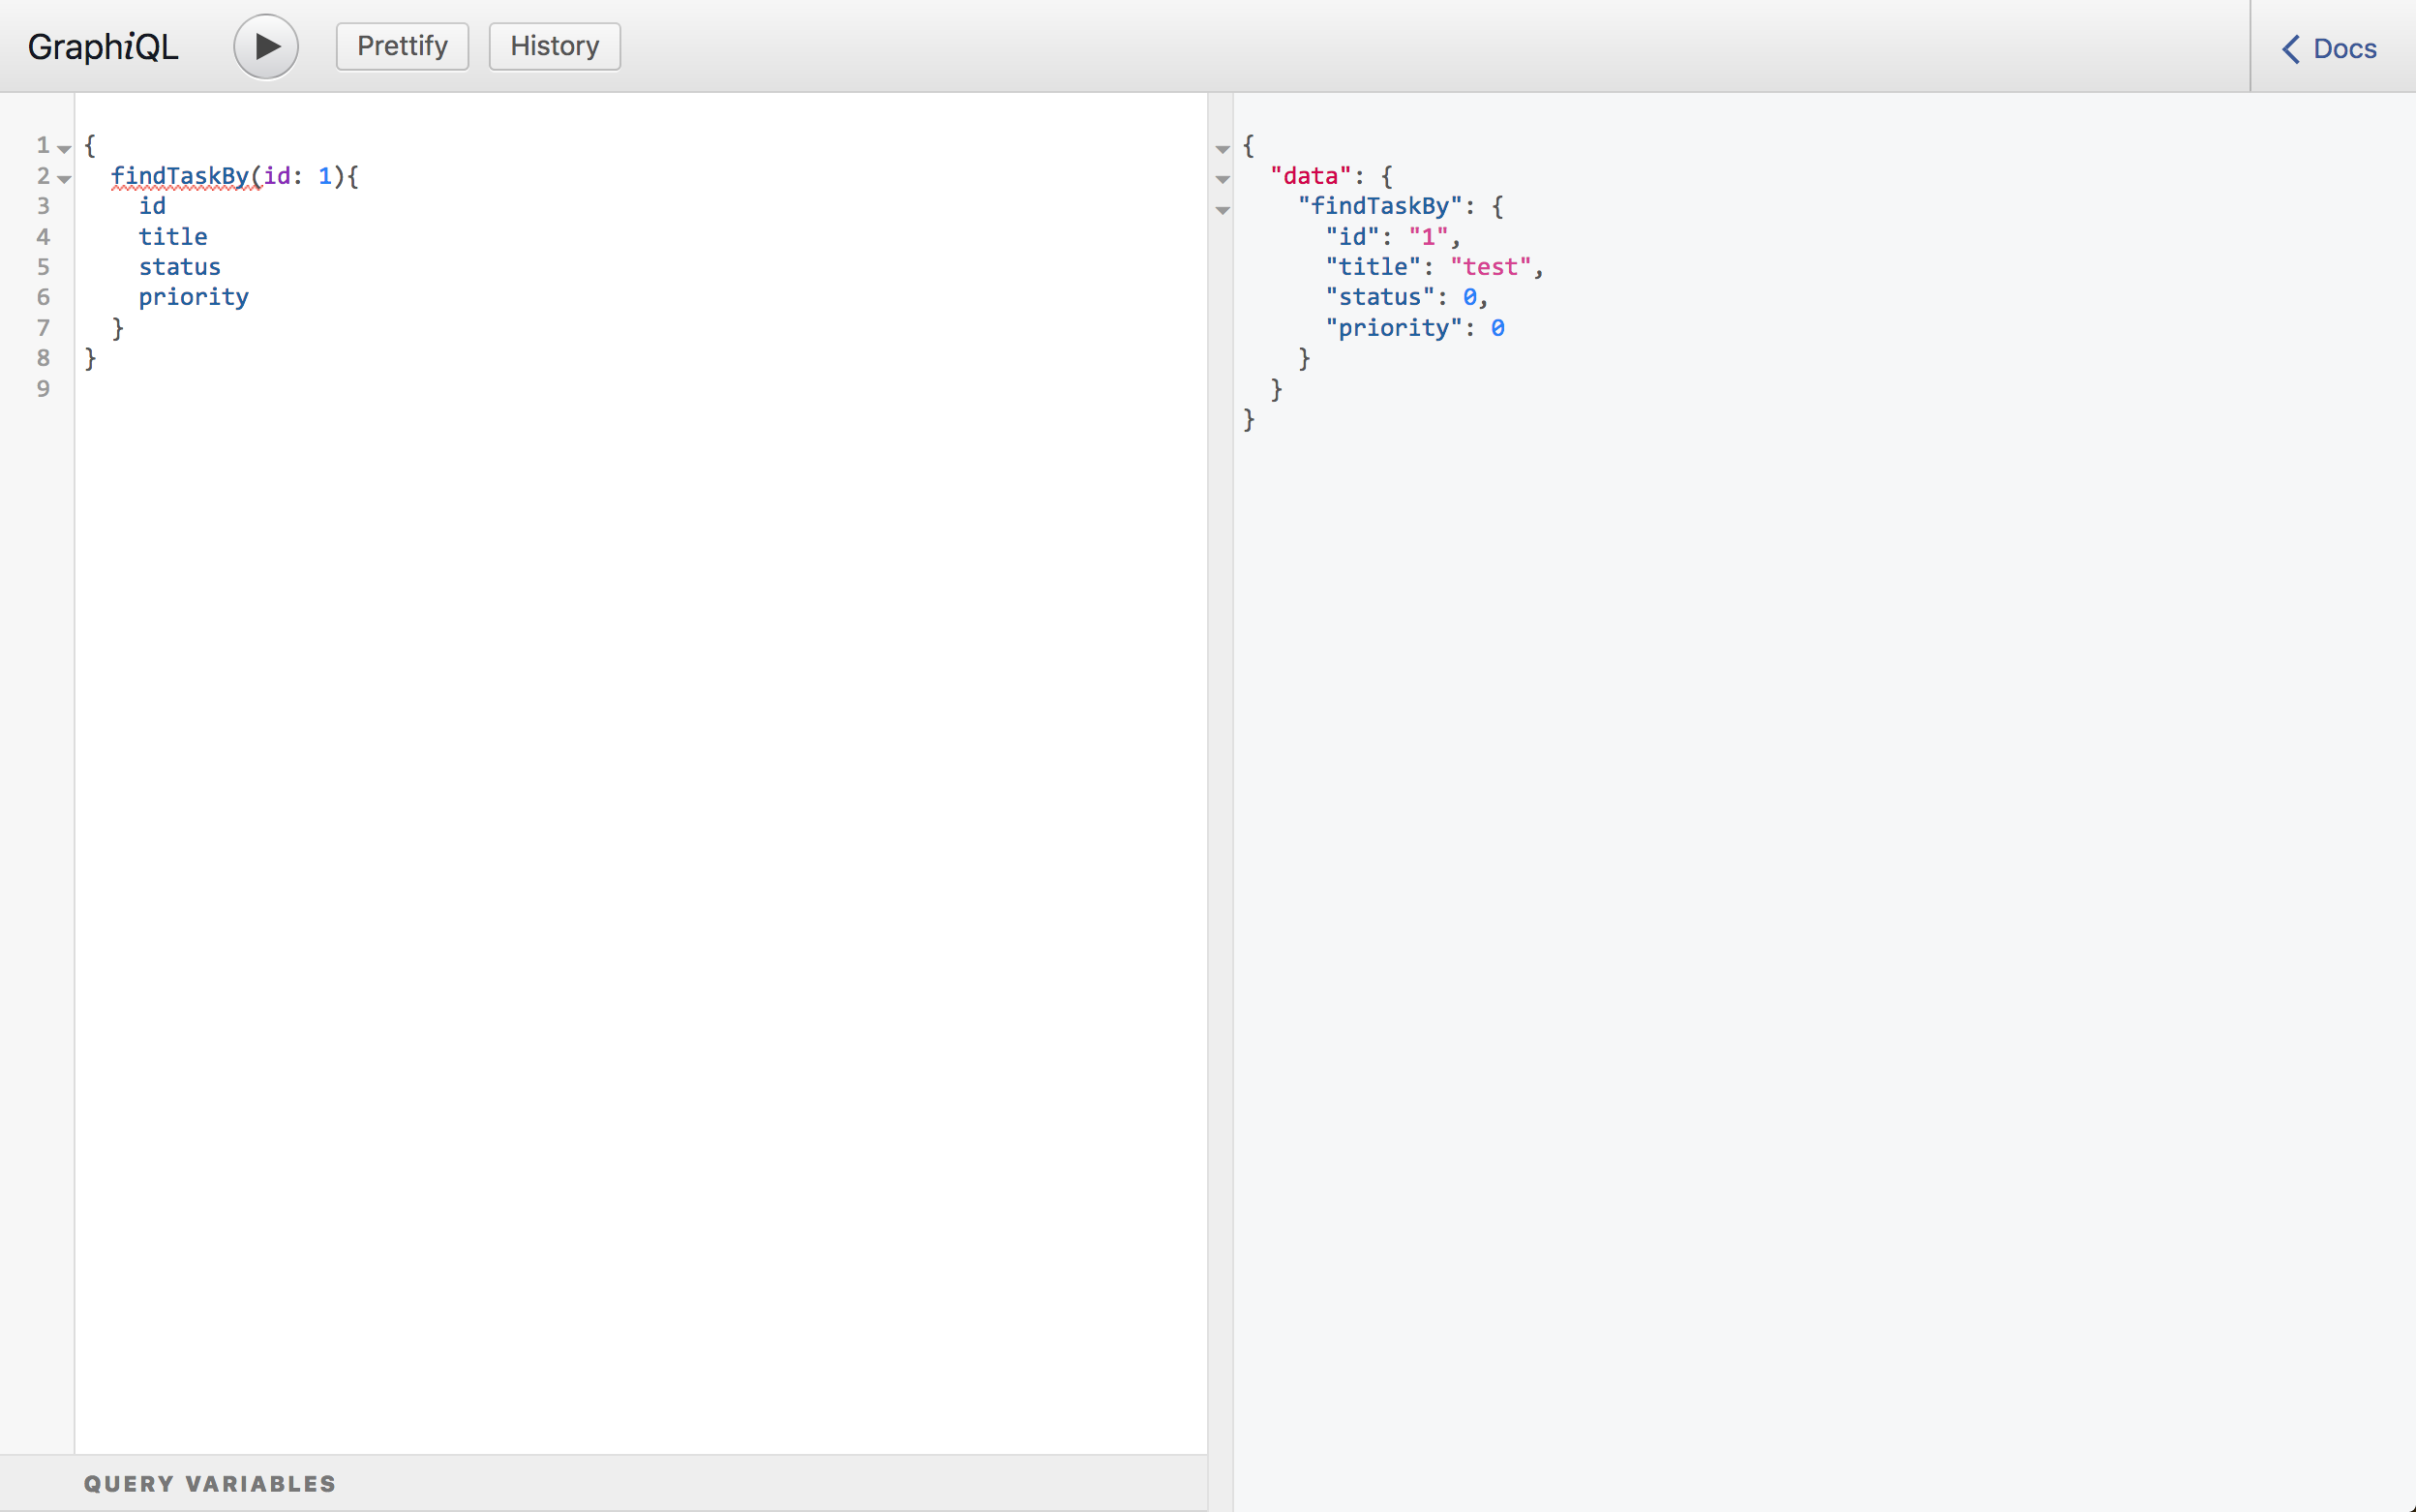 GraphiQL
Prettify
History
Docs
1 {
2 findTaskBy(id: 1){
3 id
4 title
5 status
6 priority
7 }
8 }
9
{
"data": {
"findTaskBy": {
"id": "1",
"title": "test",
"status": 0,
"priority": 0
}
}
}
QUERY VARIABLES